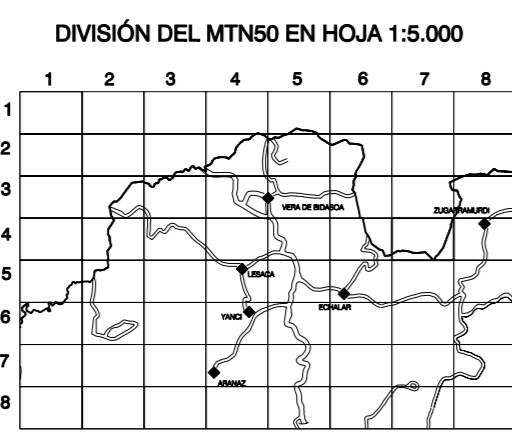 DIVISIÓN DEL MTN50 EN HOJA 1:5.000
1 2 3 4 5 6 7 8
1
2
3
VERA DE BIDASOA
ZUGARRAMURDI
4
5
LESACA
ECHALAR
6
YANCI
7
ARANAZ
8